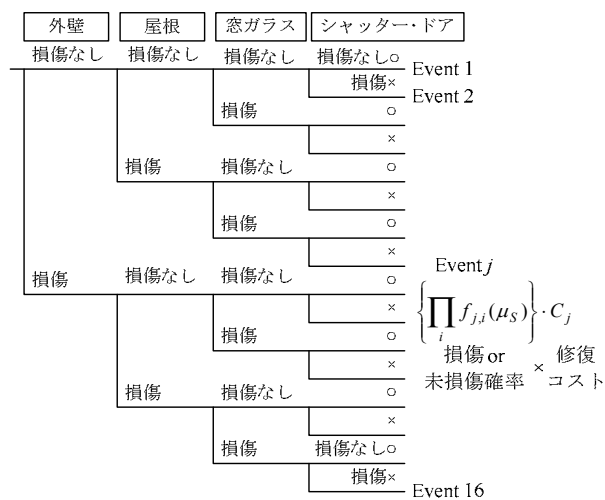 外壁 屋根 窓ガラス シャッター・ドア
損傷なし 損傷なし 損傷なし 損傷なし○
Event 1
損傷×
Event 2
損傷 ○
×
損傷 損傷なし ○
×
損傷 ○
×
Event j
損傷 損傷なし 損傷なし ○
×
{∏_i f_{j,i}(μ_S)}・C_j
損傷 ○
×
損傷 or 未損傷確率 × 修復コスト
損傷 損傷なし ○
×
損傷 損傷なし○
損傷×
Event 16